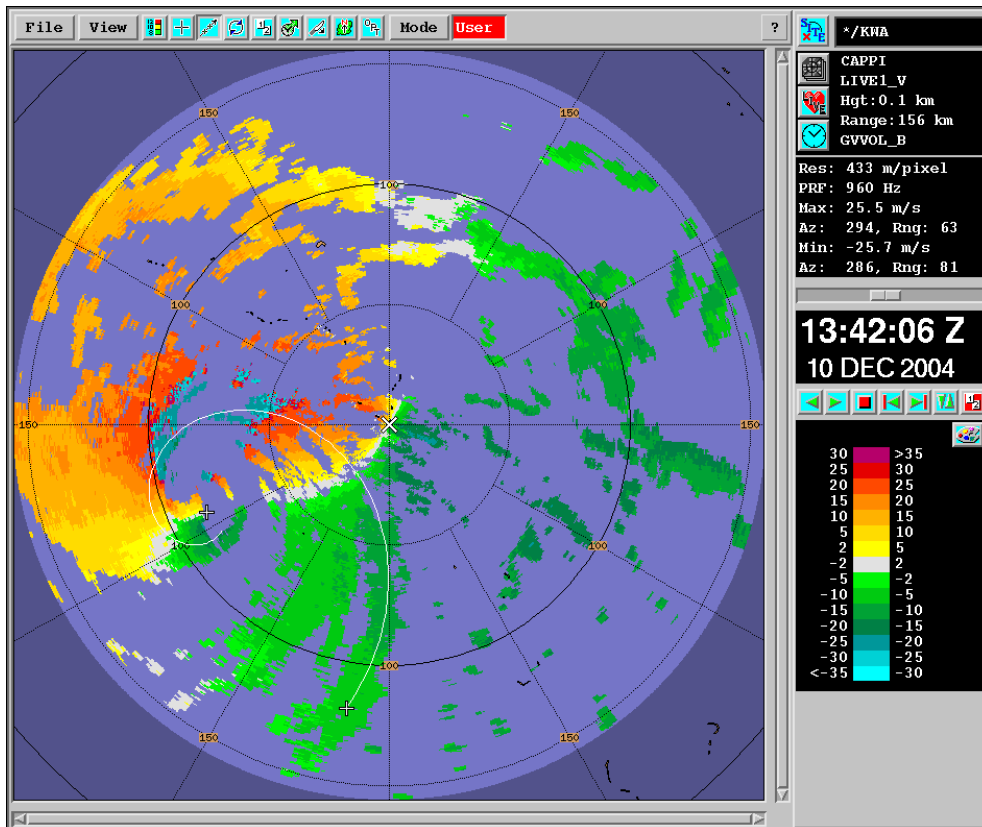 File View Mode User ?
SITE
*/KWA
CAPPI
LIVE1_V
Hgt:0.1 km
Range:156 km
GVVOL_B
Res: 433 m/pixel
PRF: 960 Hz
Max: 25.5 m/s
Az: 294, Rng: 63
Min: -25.7 m/s
Az: 286, Rng: 81
13:42:06 Z
10 DEC 2004
30 >35
25 30
20 25
15 20
10 15
5 10
2 5
-2 2
-5 -2
-10 -5
-15 -10
-20 -15
-25 -20
-30 -25
<-35 -30
150 150
100
100 100
150 150
100 100
100
150 150